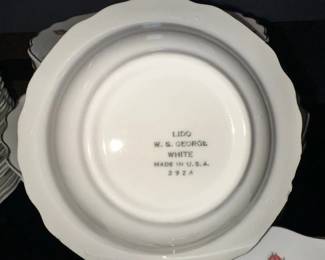 LIDO
W. S. GEORGE
WHITE
MADE IN U.S.A.
292A